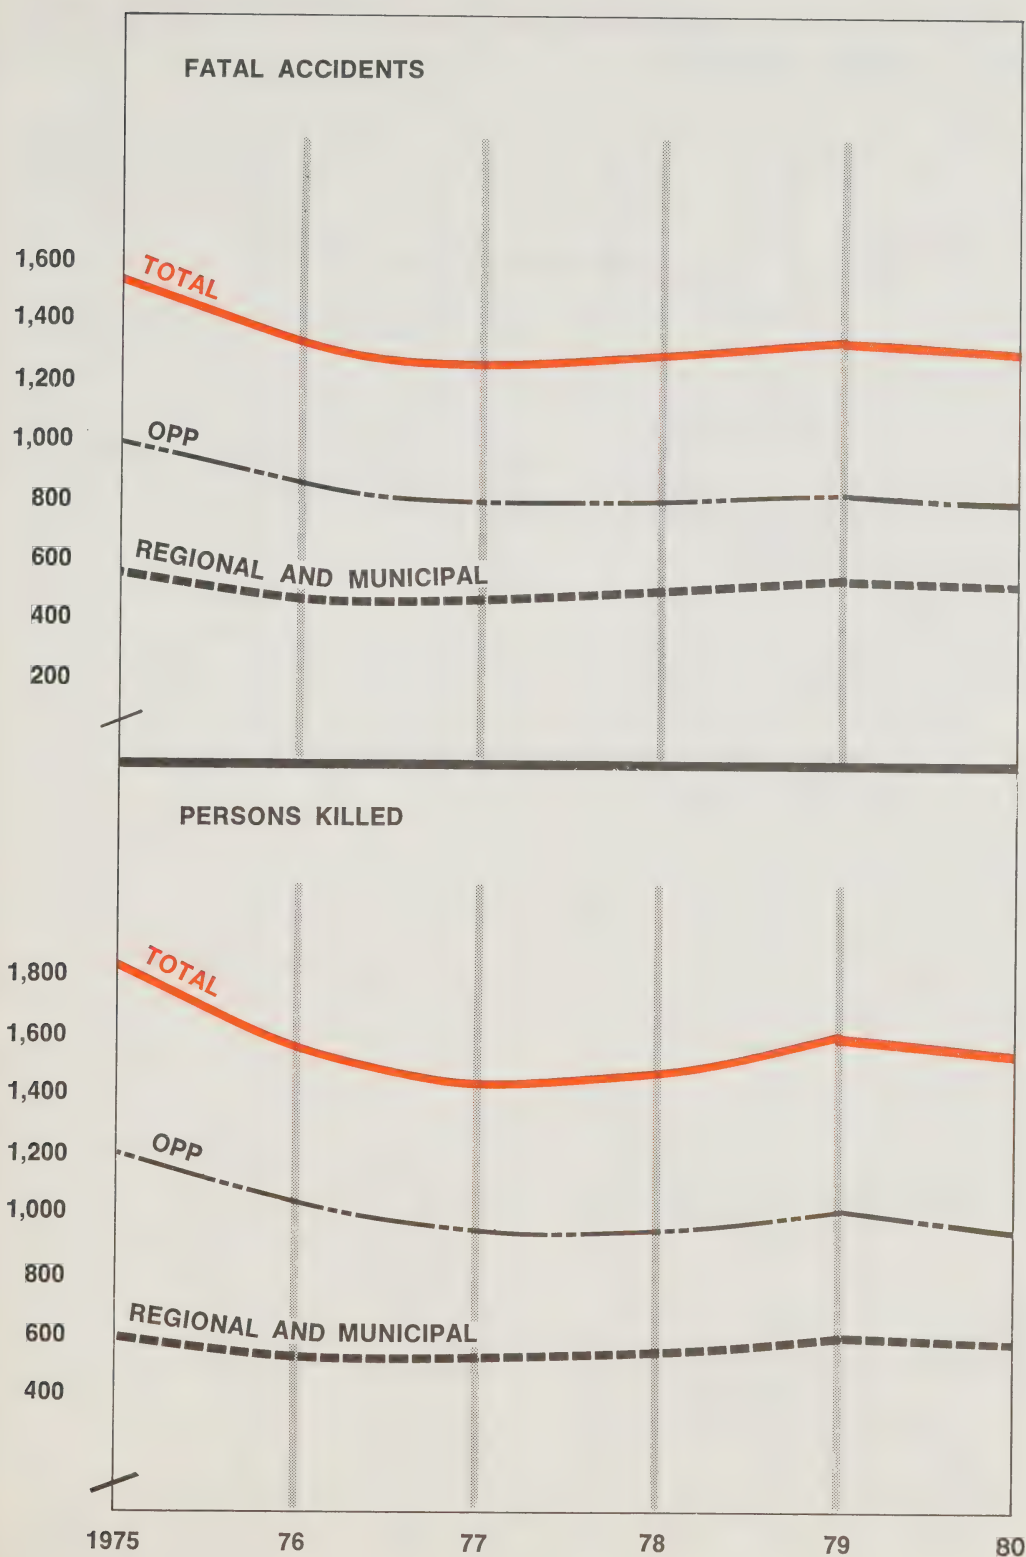 FATAL ACCIDENTS
1,600
TOTAL
1,400
1,200
1,000
OPP
800
600
REGIONAL AND MUNICIPAL
400
200
PERSONS KILLED
1,800
TOTAL
1,600
1,400
1,200
OPP
1,000
800
600
REGIONAL AND MUNICIPAL
400
1975 76 77 78 79 80